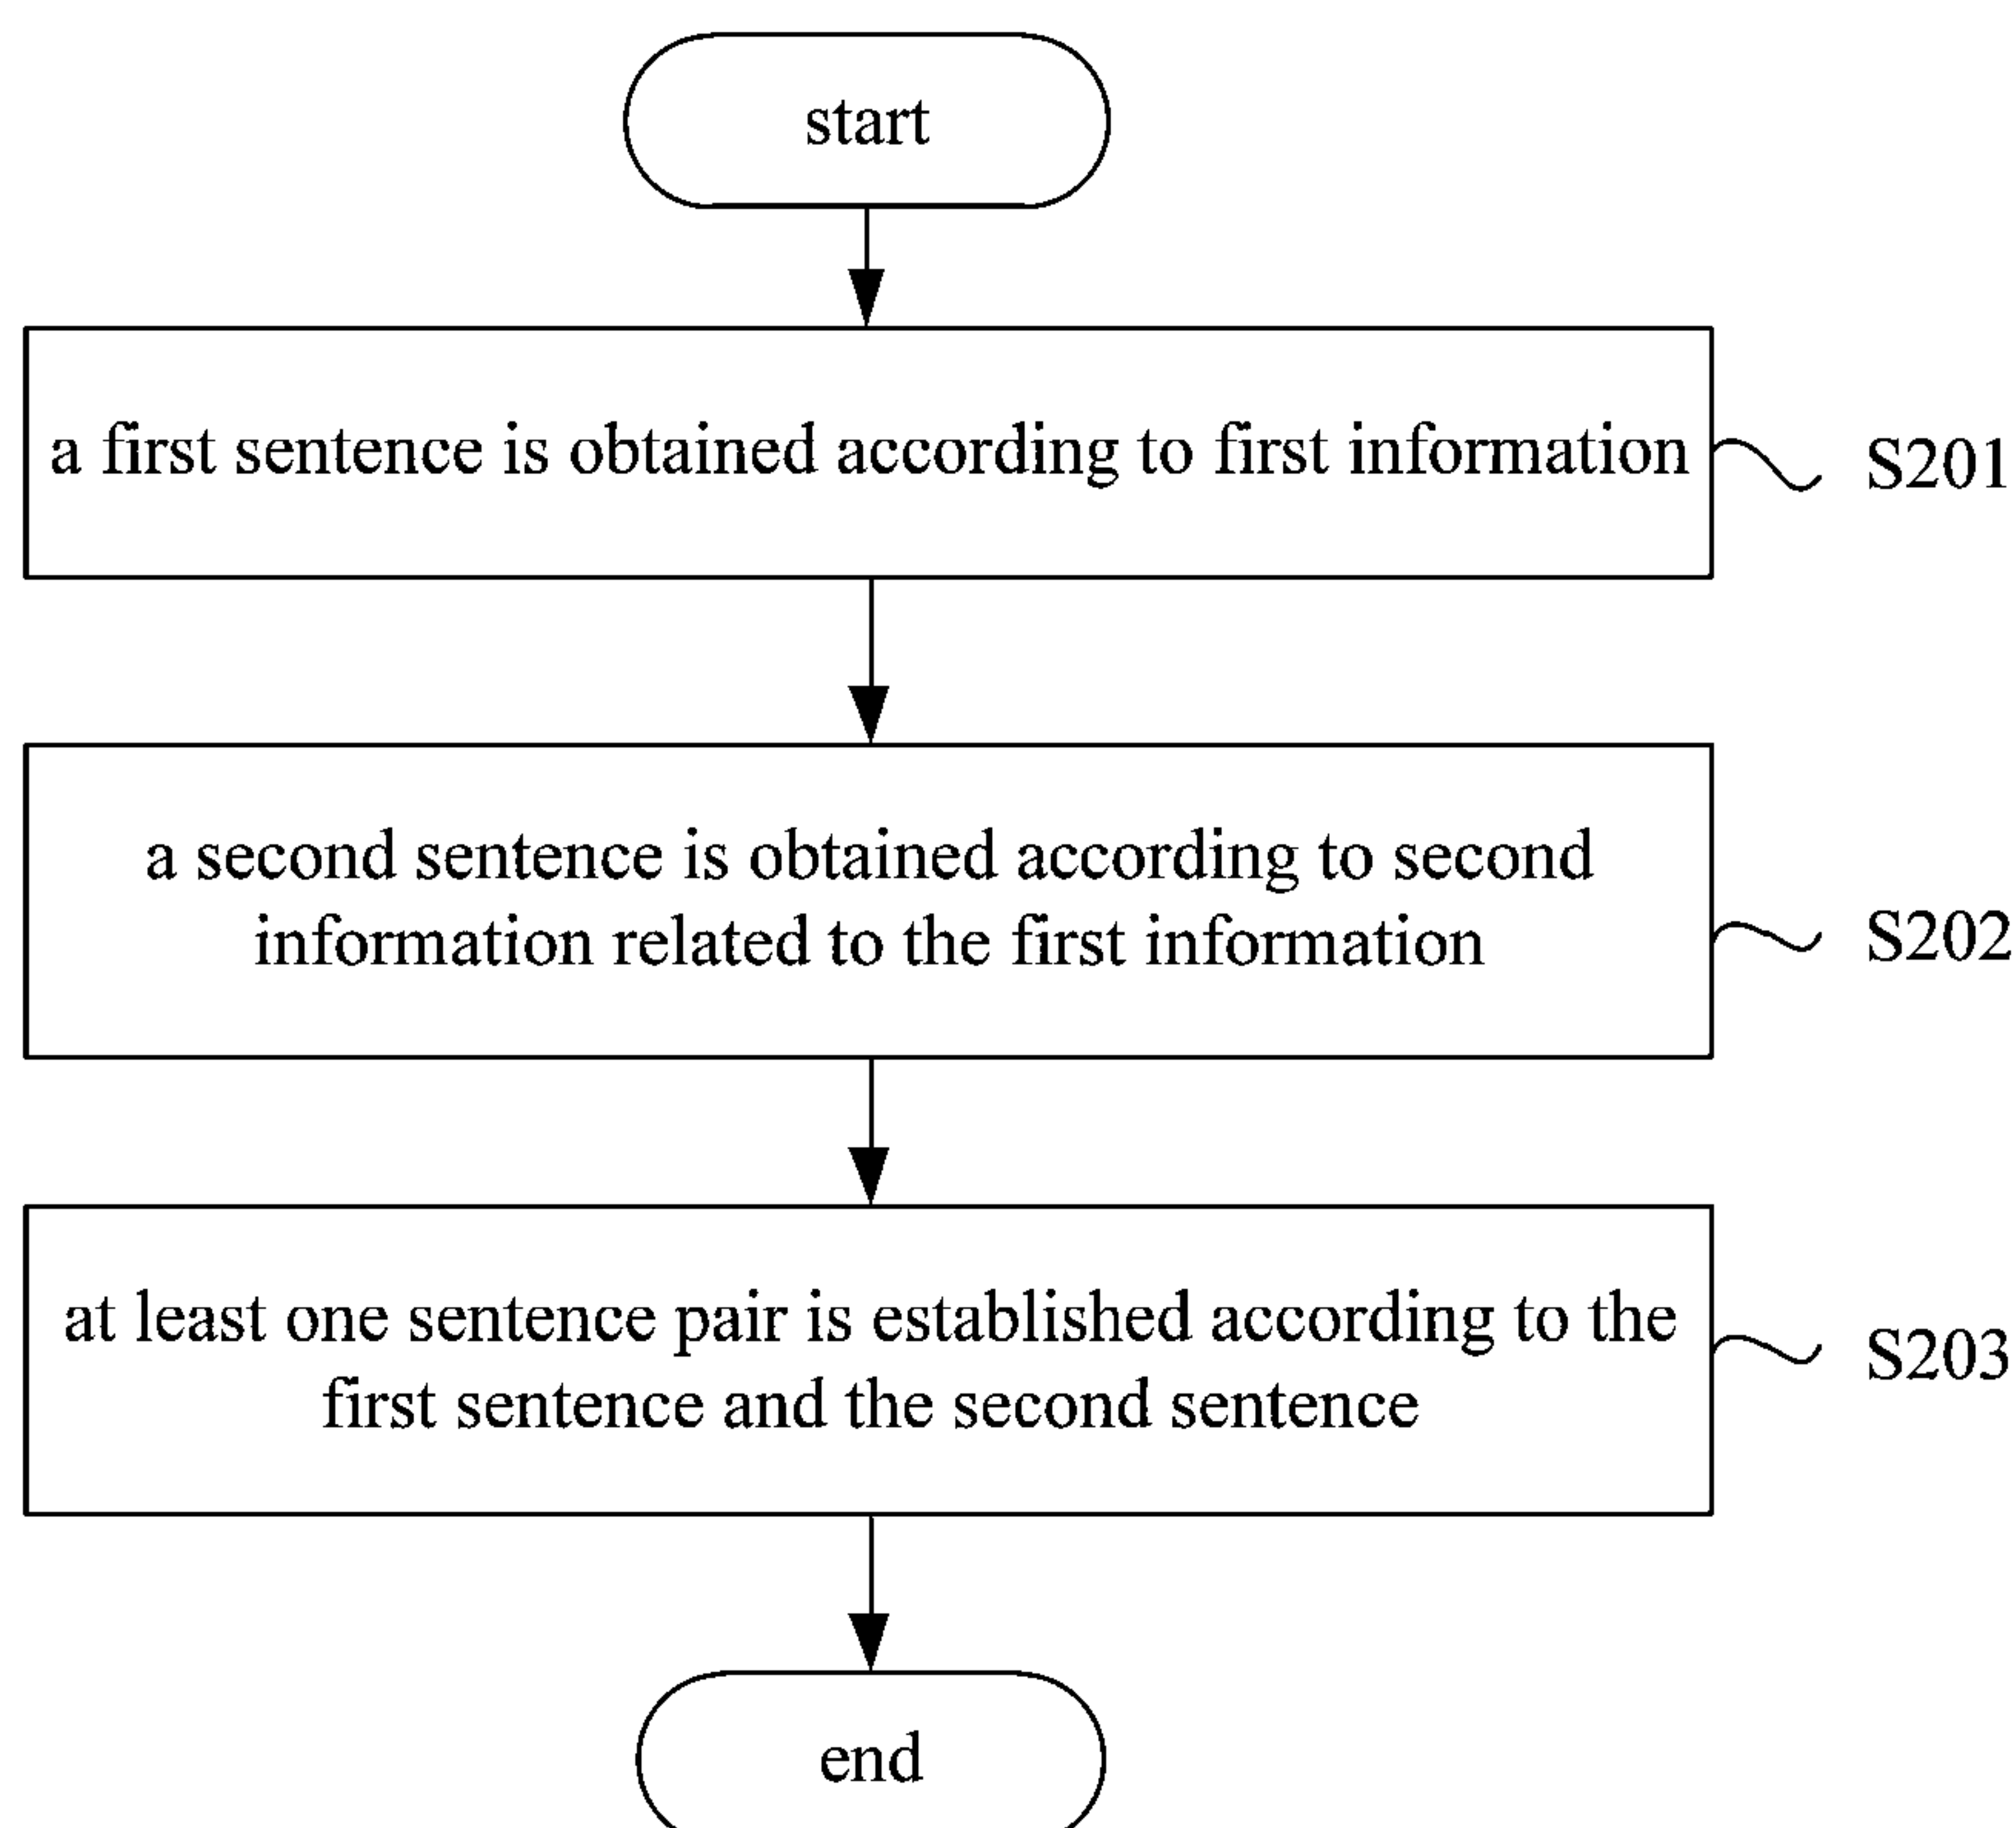 start
a first sentence is obtained according to first information
S201
a second sentence is obtained according to second
information related to the first information
S202
at least one sentence pair is established according to the
first sentence and the second sentence
S203
end